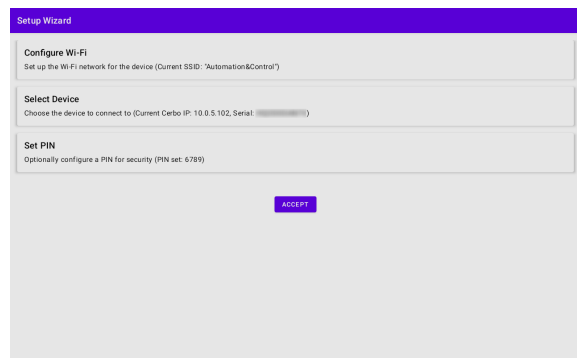 Setup Wizard
Configure Wi-Fi
Set up the Wi-Fi network for the device (Current SSID: "Automation&Control")
Select Device
Choose the device to connect to (Current Cerbo IP: 10.0.5.102, Serial: )
Set PIN
Optionally configure a PIN for security (PIN set: 6789)
ACCEPT